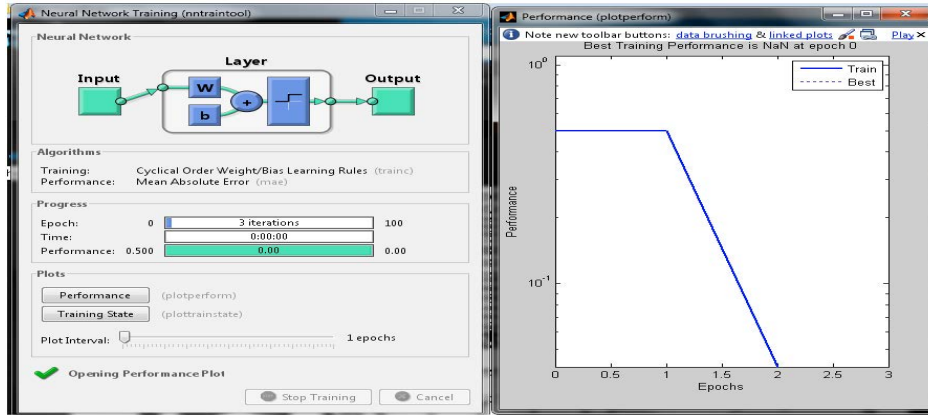 Neural Network Training (nntraintool)
Neural Network
Layer
Input
Output
W
b
+
Algorithms
Training: Cyclical Order Weight/Bias Learning Rules (trainc)
Performance: Mean Absolute Error (mae)
Progress
Epoch: 0 3 iterations 100
Time: 0:00:00
Performance: 0.500 0.00 0.00
Plots
Performance (plotperform)
Training State (plottrainstate)
Plot Interval: 1 epochs
Opening Performance Plot
Stop Training Cancel
Performance (plotperform)
Note new toolbar buttons: data brushing & linked plots Play
Best Training Performance is NaN at epoch 0
Train
Best
10^0
10^-1
Performance
0 0.5 1 1.5 2 2.5 3
Epochs